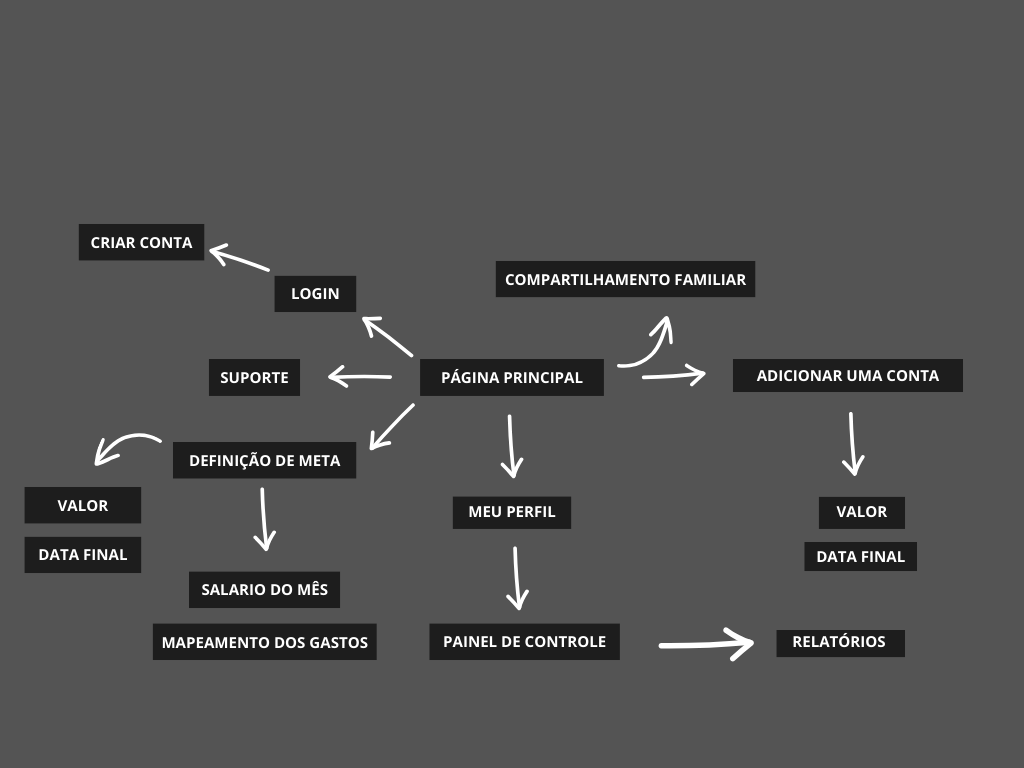 CRIAR CONTA
LOGIN
COMPARTILHAMENTO FAMILIAR
SUPORTE
PÁGINA PRINCIPAL
ADICIONAR UMA CONTA
DEFINIÇÃO DE META
VALOR
DATA FINAL
MEU PERFIL
VALOR
DATA FINAL
SALARIO DO MÊS
MAPEAMENTO DOS GASTOS
PAINEL DE CONTROLE
RELATÓRIOS